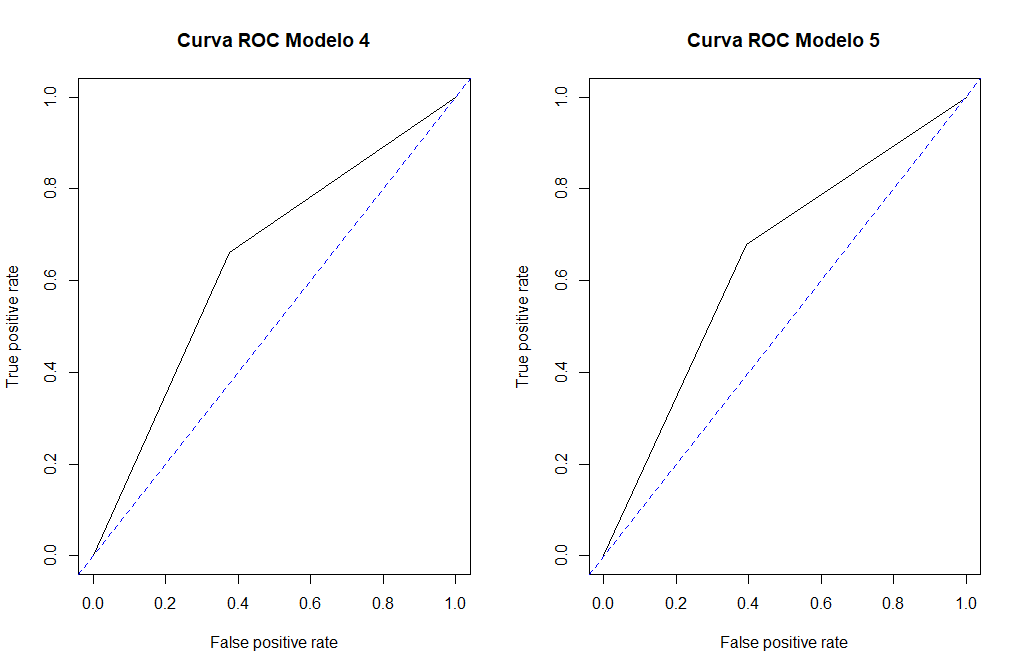 Curva ROC Modelo 4
True positive rate
1.0
0.8
0.6
0.4
0.2
0.0
0.0 0.2 0.4 0.6 0.8 1.0
False positive rate
Curva ROC Modelo 5
True positive rate
1.0
0.8
0.6
0.4
0.2
0.0
0.0 0.2 0.4 0.6 0.8 1.0
False positive rate